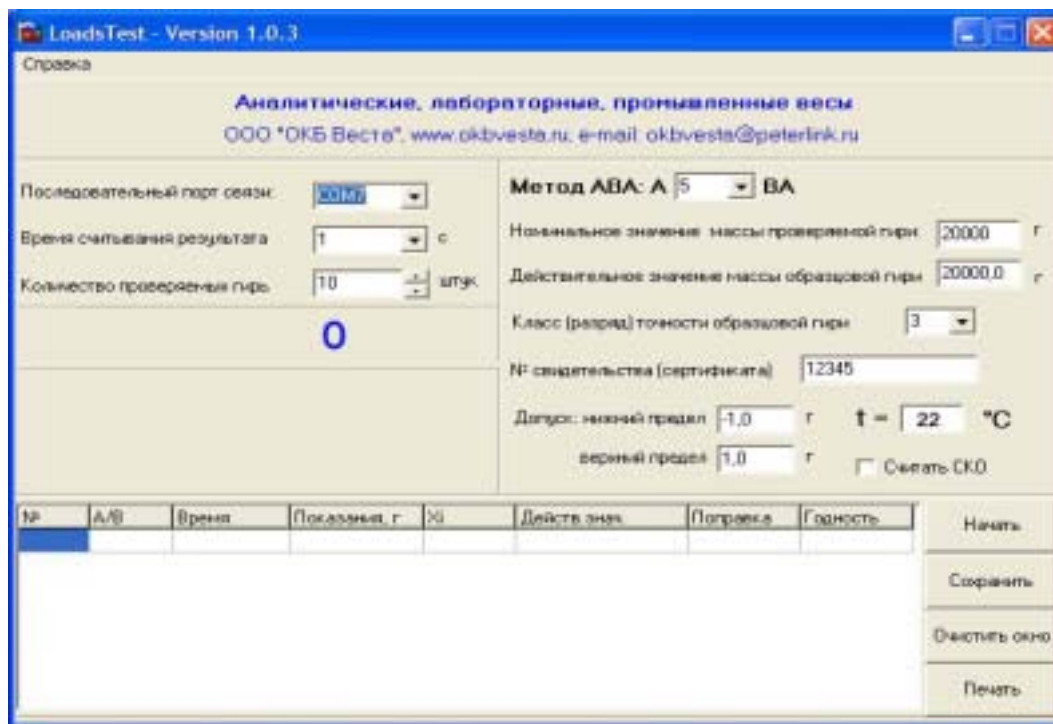 LoadsTest - Version 1.0.3
Справка
Аналитические, лабораторные, промышленные весы
ООО "ОКБ Веста", www.okbvesta.ru, e-mail: okbvesta@peterlink.ru
Последовательный порт связи: COM7
Время считывания результата 1 с
Количество проверяемых гирь 10 штук
0
Метод АВА: А 5 ВА
Номинальное значение массы проверяемой гири 20000 г
Действительное значение массы образцовой гири 20000,0 г
Класс (разряд) точности образцовой гири 3
№ свидетельства (сертификата) 12345
Допуск: нижний предел -1,0 г t = 22 °C
верхний предел 1,0 г Считать СКО
№ А/В Время Показания, г Xi Действ.знач. Поправка Годность
Начать
Сохранить
Очистить окно
Печать